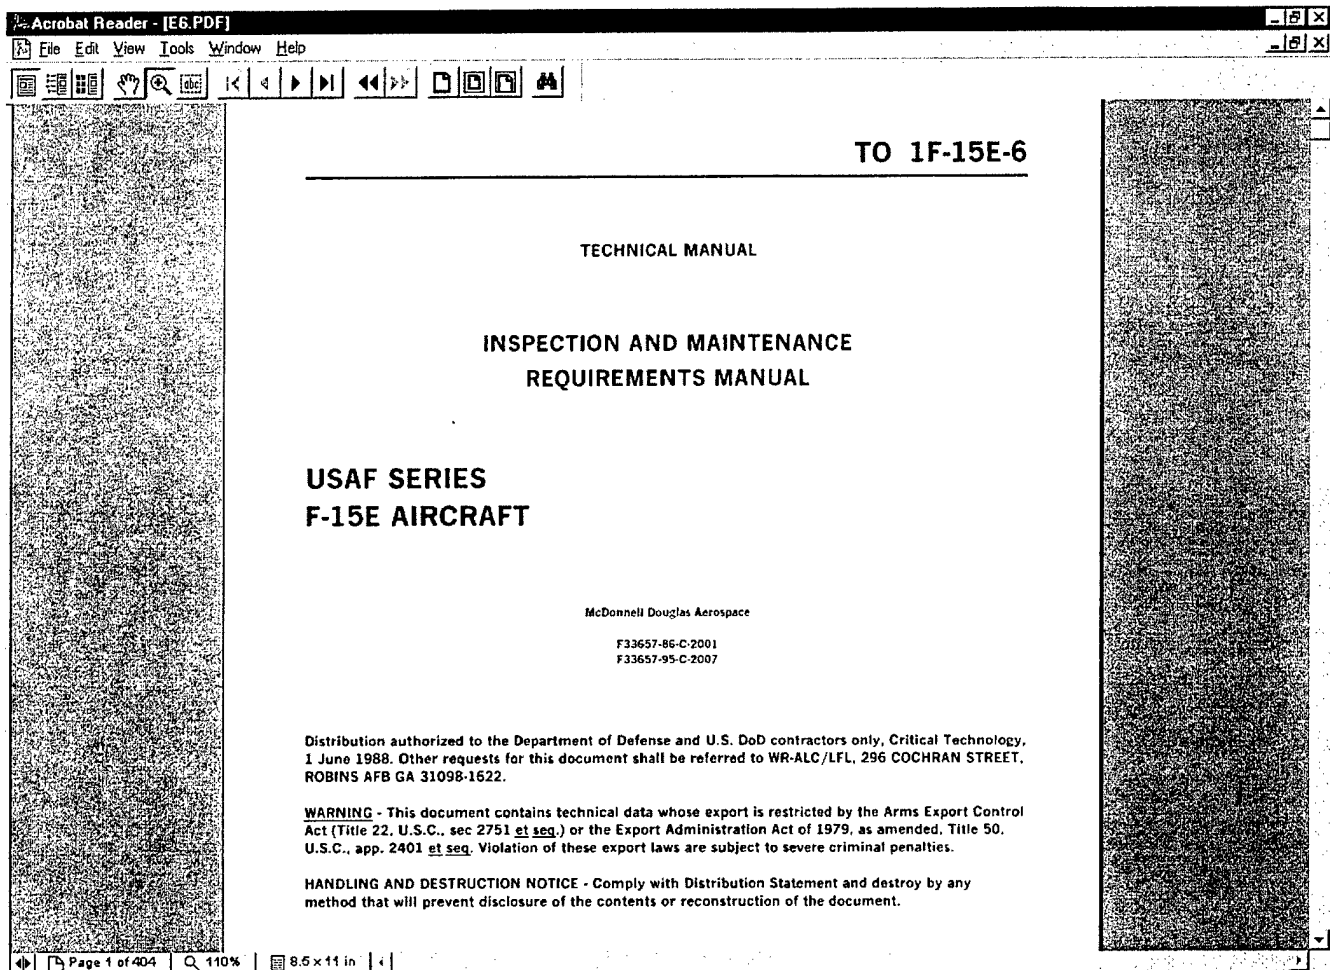 Acrobat Reader - [E6.PDF]
File Edit View Tools Window Help
abc
TO 1F-15E-6
TECHNICAL MANUAL
INSPECTION AND MAINTENANCE
REQUIREMENTS MANUAL
USAF SERIES
F-15E AIRCRAFT
McDonnell Douglas Aerospace
F33657-86-C-2001
F33657-95-C-2007
Distribution authorized to the Department of Defense and U.S. DoD contractors only, Critical Technology,
1 June 1988. Other requests for this document shall be referred to WR-ALC/LFL, 296 COCHRAN STREET,
ROBINS AFB GA 31098-1622.
WARNING - This document contains technical data whose export is restricted by the Arms Export Control
Act (Title 22, U.S.C., sec 2751 et seq.) or the Export Administration Act of 1979, as amended, Title 50,
U.S.C., app. 2401 et seq. Violation of these export laws are subject to severe criminal penalties.
HANDLING AND DESTRUCTION NOTICE - Comply with Distribution Statement and destroy by any
method that will prevent disclosure of the contents or reconstruction of the document.
Page 1 of 404 110% 8.5 x 11 in